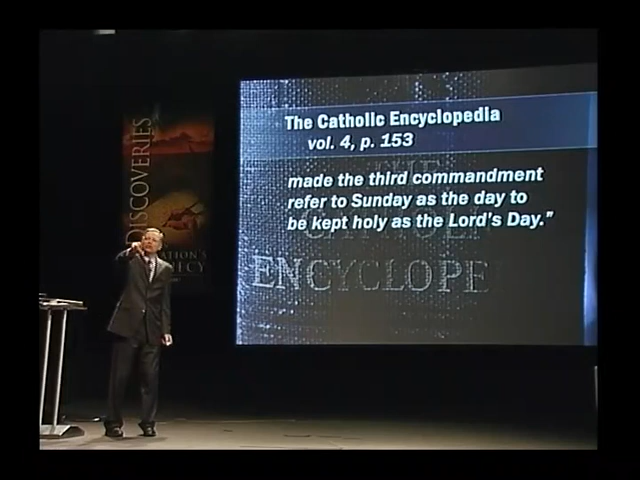 DISCOVERIES
The Catholic Encyclopedia
vol. 4, p. 153
made the third commandment
refer to Sunday as the day to
be kept holy as the Lord's Day."
THE
ENCYCLOPE